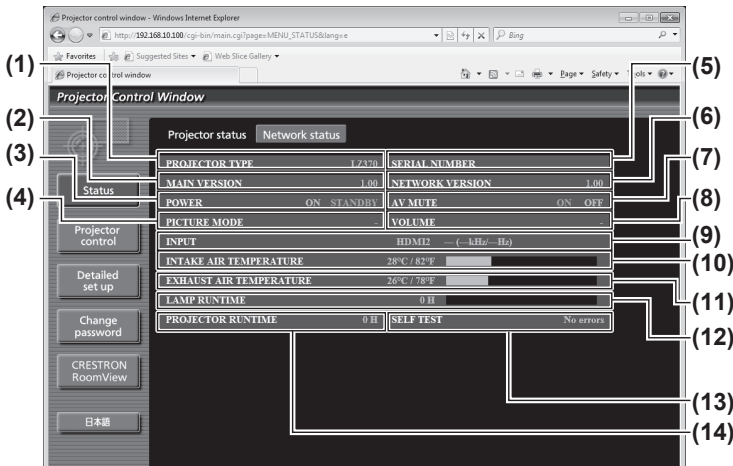 Projector control window - Windows Internet Explorer
http://192.168.10.100/cgi-bin/main.cgi?page=MENU_STATUS&lang=e
Bing
Favorites Suggested Sites Web Slice Gallery
Projector control window
Page Safety Tools
Projector Control Window
Projector status Network status
(1) PROJECTOR TYPE LZ370 SERIAL NUMBER (5)
(2) MAIN VERSION 1.00 NETWORK VERSION 1.00 (6)
(3) POWER ON STANDBY AV MUTE ON OFF (7)
(4) PICTURE MODE - VOLUME - (8)
INPUT HDMI2 — (—kHz/—Hz) (9)
INTAKE AIR TEMPERATURE 28°C / 82°F (10)
EXHAUST AIR TEMPERATURE 26°C / 78°F (11)
LAMP RUNTIME 0 H (12)
PROJECTOR RUNTIME 0 H SELF TEST No errors
(13)
(14)
Status
Projector
control
Detailed
set up
Change
password
CRESTRON
RoomView
日本語